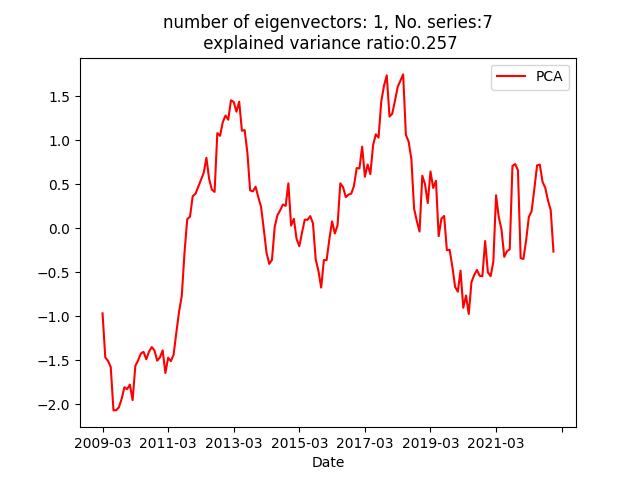 number of eigenvectors: 1, No. series:7
explained variance ratio:0.257
PCA
1.5
1.0
0.5
0.0
−0.5
−1.0
−1.5
−2.0
2009-03 2011-03 2013-03 2015-03 2017-03 2019-03 2021-03
Date